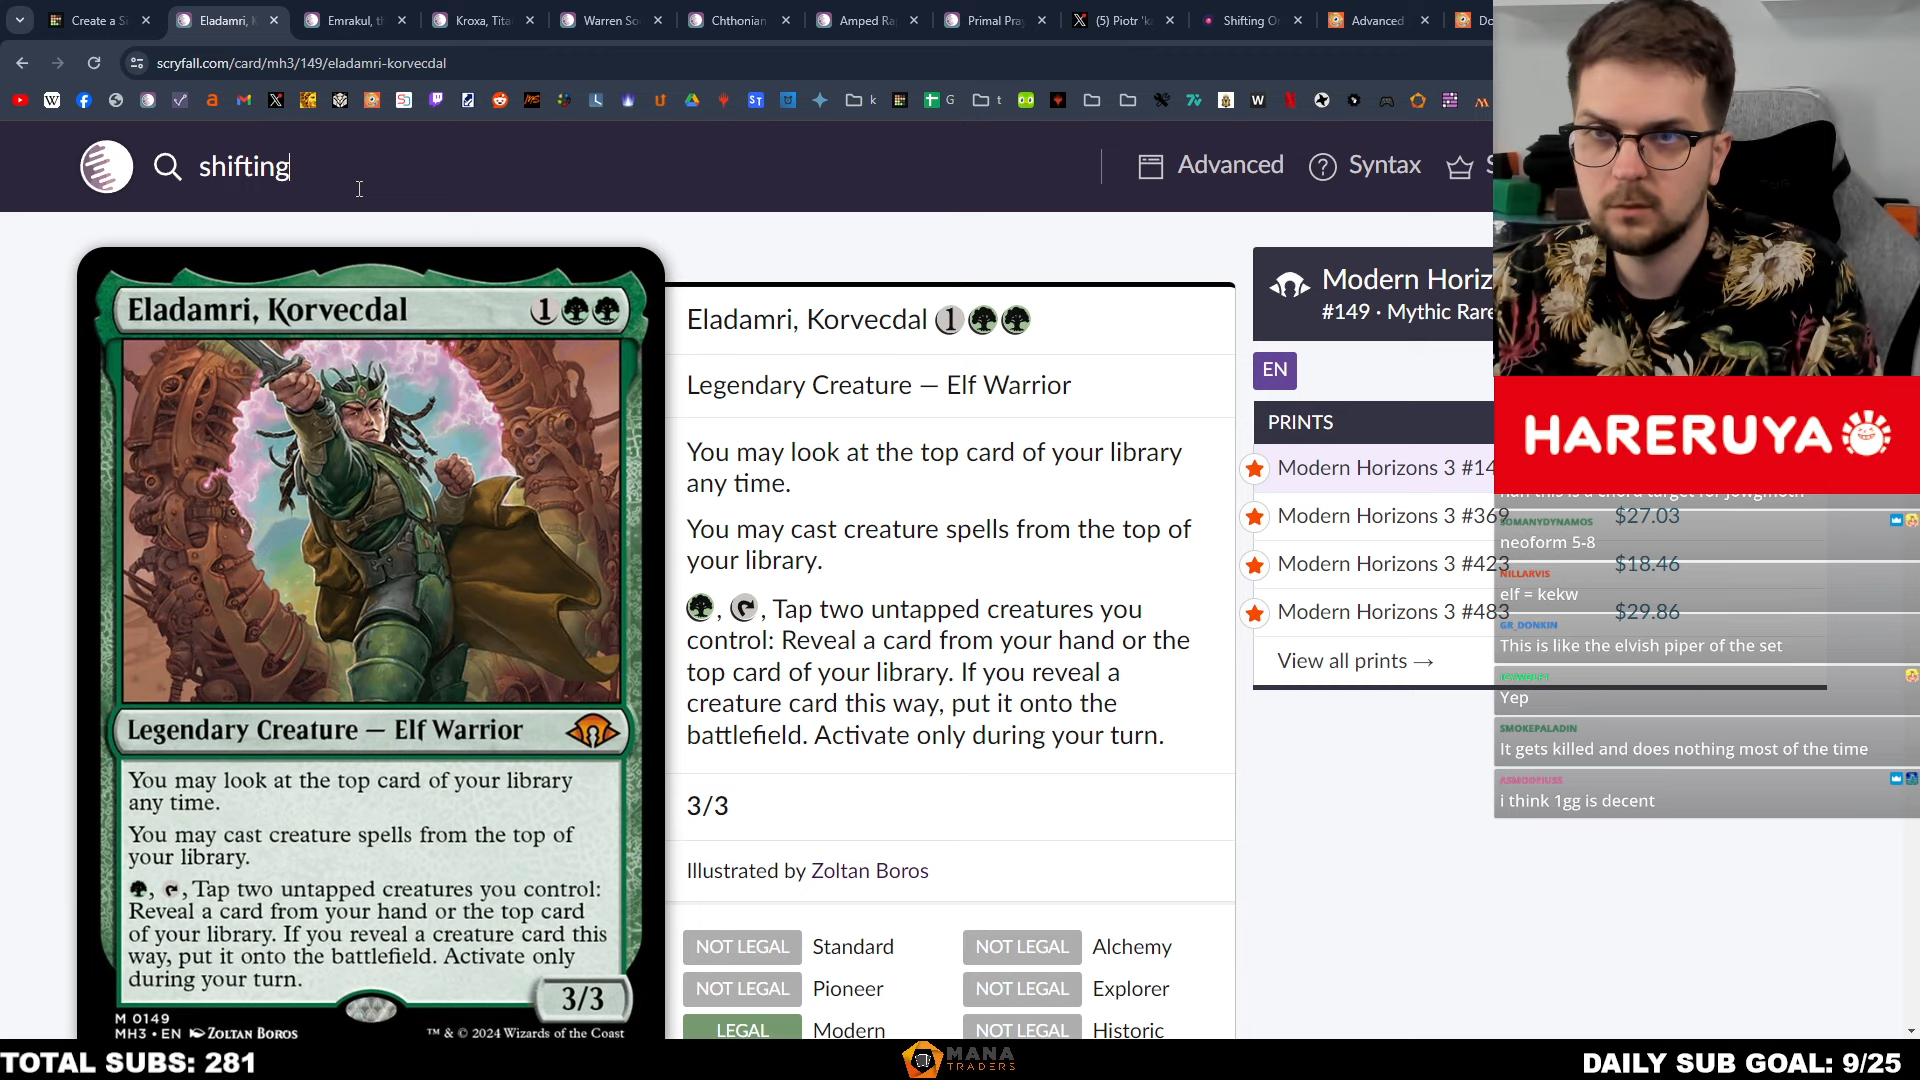 Create a Si
Eladamri, K
Emrakul, th
Kroxa, Tita
Warren So
Chthonian
Amped Ra
Primal Pray
(5) Piotr 'k
Shifting O
Advanced
Do
scryfall.com/card/mh3/149/eladamri-korvecdal
k
G
t
shifting
Advanced
Syntax
S
Eladamri, Korvecdal 1
Legendary Creature — Elf Warrior
You may look at the top card of your library
any time.
You may cast creature spells from the top of
your library.
, , Tap two untapped creatures you control:
Reveal a card from your hand or the top card
of your library. If you reveal a creature card this
way, put it onto the battlefield. Activate only
during your turn.
3/3
M 0149
MH3 • EN ZOLTAN BOROS
™ & © 2024 Wizards of the Coast
Eladamri, Korvecdal 1
Legendary Creature — Elf Warrior
You may look at the top card of your library
any time.
You may cast creature spells from the top of
your library.
, , Tap two untapped creatures you
control: Reveal a card from your hand or the
top card of your library. If you reveal a
creature card this way, put it onto the
battlefield. Activate only during your turn.
3/3
Illustrated by Zoltan Boros
NOT LEGAL Standard NOT LEGAL Alchemy
NOT LEGAL Pioneer NOT LEGAL Explorer
LEGAL Modern NOT LEGAL Historic
Modern Horiz
#149 · Mythic Rare
EN
PRINTS
Modern Horizons 3 #14
Modern Horizons 3 #369 $27.03
Modern Horizons 3 #423 $18.46
Modern Horizons 3 #483 $29.86
View all prints →
HARERUYA
SOMANYDYNAMOS
neoform 5-8
NILLARVIS
elf = kekw
GR_DONKIN
This is like the elvish piper of the set
Yep
SMOKEPALADIN
It gets killed and does nothing most of the time
i think 1gg is decent
TOTAL SUBS: 281
MANA
TRADERS
DAILY SUB GOAL: 9/25